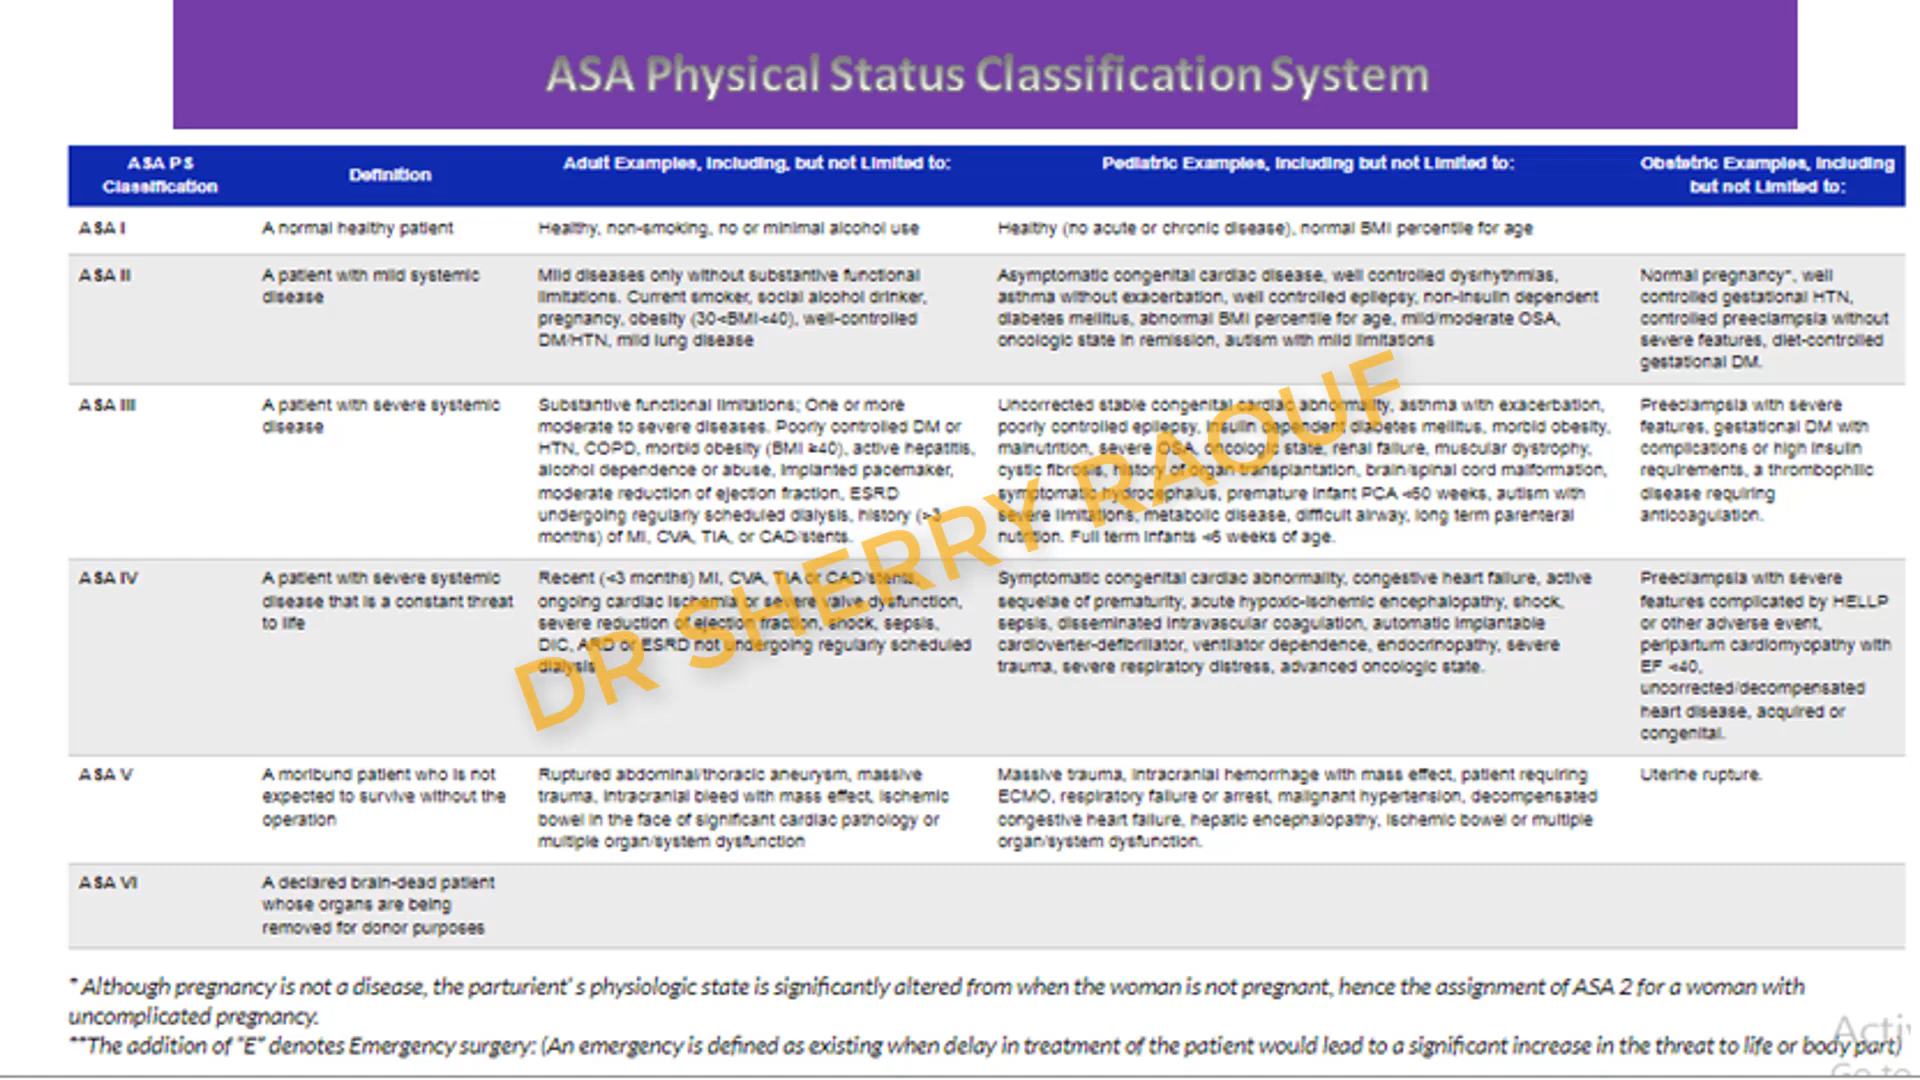 ASA Physical Status Classification System
ASA PS
Classification
Definition
Adult Examples, Including, but not Limited to:
Pediatric Examples, Including but not Limited to:
Obstetric Examples, Including
but not Limited to:
ASA I
A normal healthy patient
Healthy, non-smoking, no or minimal alcohol use
Healthy (no acute or chronic disease), normal BMI percentile for age
ASA II
A patient with mild systemic
disease
Mild diseases only without substantive functional
limitations. Current smoker, social alcohol drinker,
pregnancy, obesity (30<BMI<40), well-controlled
DM/HTN, mild lung disease
Asymptomatic congenital cardiac disease, well controlled dysrhythmias,
asthma without exacerbation, well controlled epilepsy, non-insulin dependent
diabetes mellitus, abnormal BMI percentile for age, mild/moderate OSA,
oncologic state in remission, autism with mild limitations
Normal pregnancy*, well
controlled gestational HTN,
controlled preeclampsia without
severe features, diet-controlled
gestational DM.
ASA III
A patient with severe systemic
disease
Substantive functional limitations; One or more
moderate to severe diseases. Poorly controlled DM or
HTN, COPD, morbid obesity (BMI ≥40), active hepatitis,
alcohol dependence or abuse, implanted pacemaker,
moderate reduction of ejection fraction, ESRD
undergoing regularly scheduled dialysis, history (>3
months) of MI, CVA, TIA, or CAD/stents.
Uncorrected stable congenital cardiac abnormality, asthma with exacerbation,
poorly controlled epilepsy, insulin dependent diabetes mellitus, morbid obesity,
malnutrition, severe OSA, oncologic state, renal failure, muscular dystrophy,
cystic fibrosis, history of organ transplantation, brain/spinal cord malformation,
symptomatic hydrocephalus, premature infant PCA <60 weeks, autism with
severe limitations, metabolic disease, difficult airway, long term parenteral
nutrition. Full term infants <6 weeks of age.
Preeclampsia with severe
features, gestational DM with
complications or high insulin
requirements, a thrombophilic
disease requiring
anticoagulation.
ASA IV
A patient with severe systemic
disease that is a constant threat
to life
Recent (<3 months) MI, CVA, TIA or CAD/stents,
ongoing cardiac ischemia or severe valve dysfunction,
severe reduction of ejection fraction, shock, sepsis,
DIC, ARD or ESRD not undergoing regularly scheduled
dialysis
Symptomatic congenital cardiac abnormality, congestive heart failure, active
sequelae of prematurity, acute hypoxic-ischemic encephalopathy, shock,
sepsis, disseminated intravascular coagulation, automatic implantable
cardioverter-defibrillator, ventilator dependence, endocrinopathy, severe
trauma, severe respiratory distress, advanced oncologic state.
Preeclampsia with severe
features complicated by HELLP
or other adverse event,
peripartum cardiomyopathy with
EF <40,
uncorrected/decompensated
heart disease, acquired or
congenital.
ASA V
A moribund patient who is not
expected to survive without the
operation
Ruptured abdominal/thoracic aneurysm, massive
trauma, intracranial bleed with mass effect, ischemic
bowel in the face of significant cardiac pathology or
multiple organ/system dysfunction
Massive trauma, intracranial hemorrhage with mass effect, patient requiring
ECMO, respiratory failure or arrest, malignant hypertension, decompensated
congestive heart failure, hepatic encephalopathy, ischemic bowel or multiple
organ/system dysfunction.
Uterine rupture.
ASA VI
A declared brain-dead patient
whose organs are being
removed for donor purposes
DR SHERRY RAOUF
* Although pregnancy is not a disease, the parturient's physiologic state is significantly altered from when the woman is not pregnant, hence the assignment of ASA 2 for a woman with
uncomplicated pregnancy.
**The addition of "E" denotes Emergency surgery: (An emergency is defined as existing when delay in treatment of the patient would lead to a significant increase in the threat to life or body part)